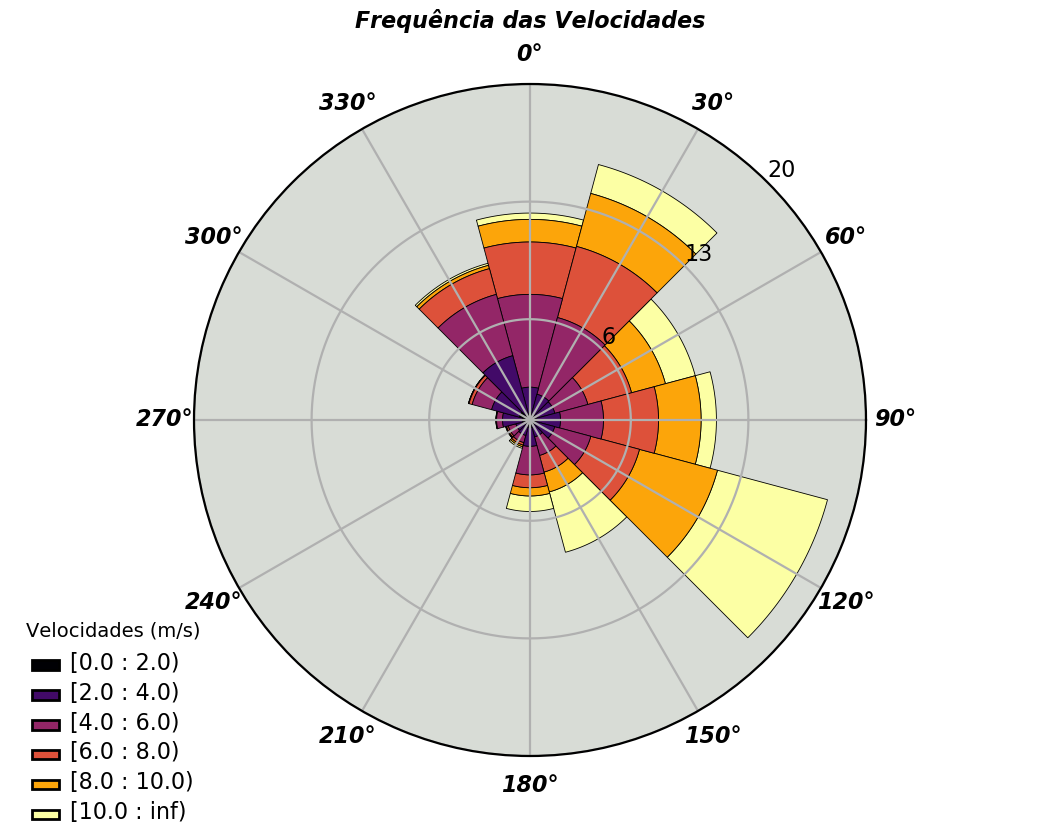 Frequência das Velocidades
0°
330°
30°
20
300°
60°
13
6
270°
90°
240°
120°
210°
150°
180°
Velocidades (m/s)
[0.0 : 2.0)
[2.0 : 4.0)
[4.0 : 6.0)
[6.0 : 8.0)
[8.0 : 10.0)
[10.0 : inf)